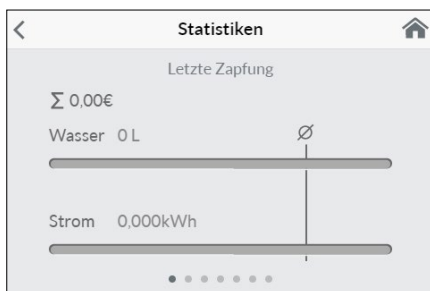 Statistiken
Letzte Zapfung
Σ 0,00€
Wasser 0 L Ø
Strom 0,000kWh